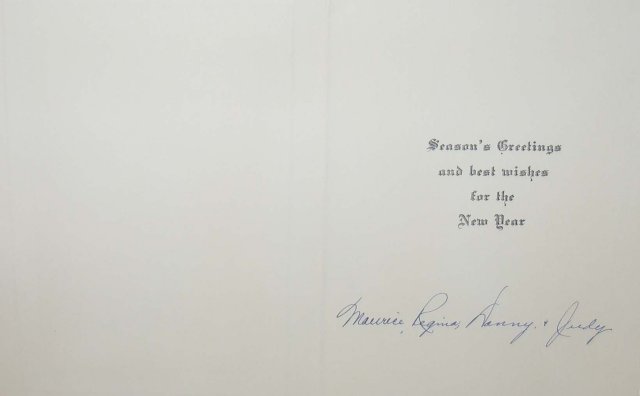 Season's Greetings
and best wishes
for the
New Year
Maurice, Regina, Danny, & Judy